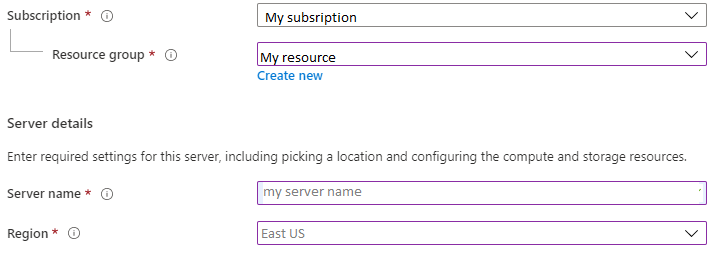 Subscription *
My subsription
Resource group *
My resource
Create new
Server details
Enter required settings for this server, including picking a location and configuring the compute and storage resources.
Server name *
my server name
Region *
East US